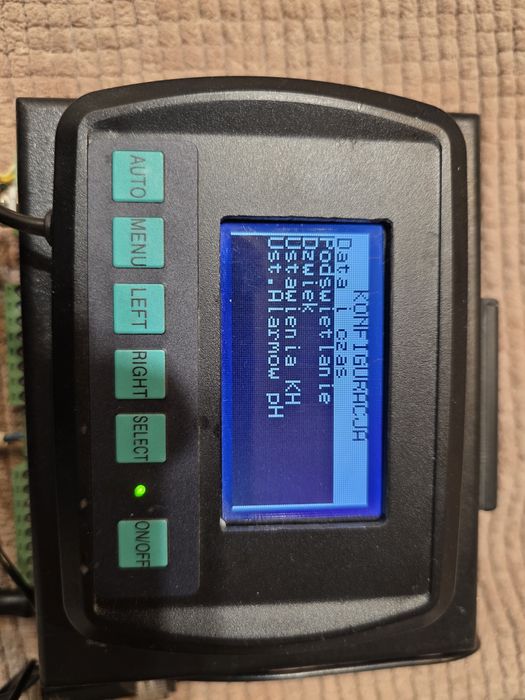 KONFIGURACJA
Data i czas
Podswietlanie
Dzwiek
Ustawienia KH
Ust.Alarmow pH
AUTO
MENU
LEFT
RIGHT
SELECT
ON/OFF